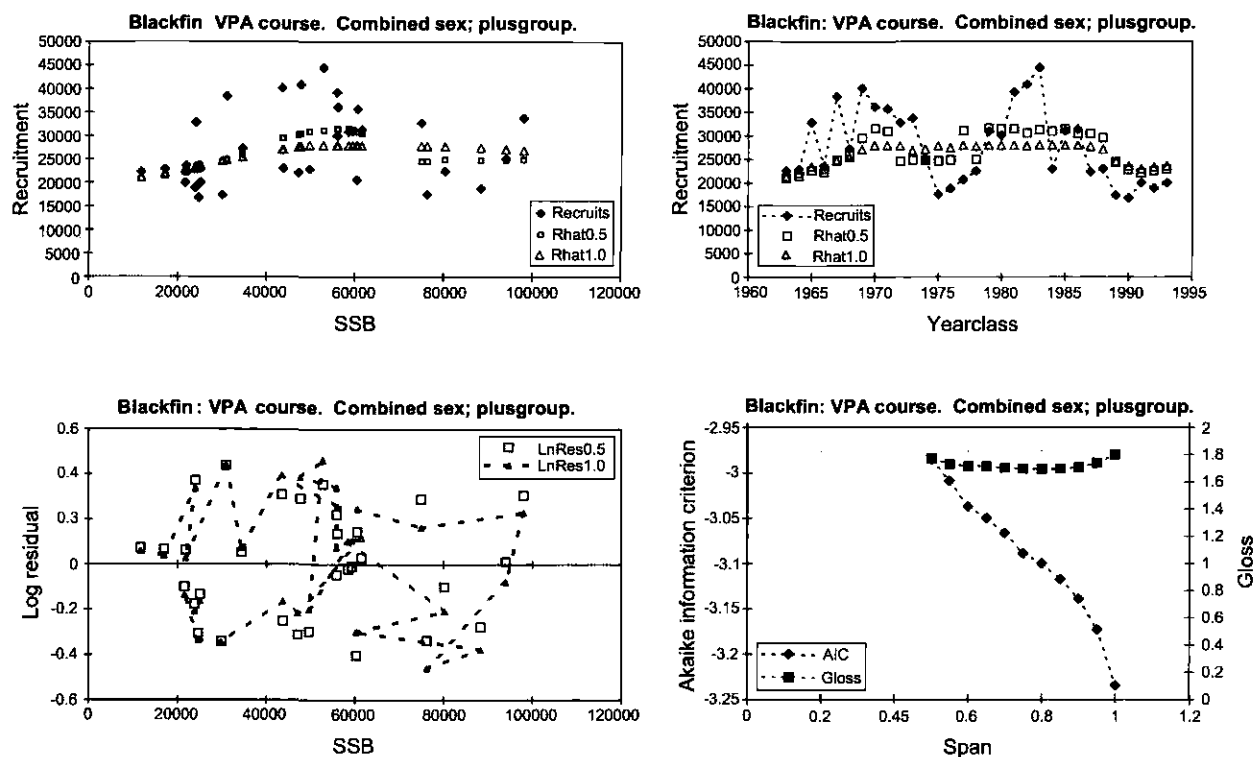 Blackfin VPA course. Combined sex; plusgroup.
50000
45000
40000
35000
30000
25000
20000
15000
10000
5000
0
Recruitment
Recruits
Rhat0.5
Rhat1.0
0 20000 40000 60000 80000 100000 120000
SSB
Blackfin: VPA course. Combined sex; plusgroup.
50000
45000
40000
35000
30000
25000
20000
15000
10000
5000
0
Recruitment
Recruits
Rhat0.5
Rhat1.0
1960 1965 1970 1975 1980 1985 1990 1995
Yearclass
Blackfin: VPA course. Combined sex; plusgroup.
0.6
0.4
0.3
0
-0.2
-0.4
-0.6
Log residual
LnRes0.5
LnRes1.0
0 20000 40000 60000 80000 100000 120000
SSB
Blackfin: VPA course. Combined sex; plusgroup.
-2.95
-3
-3.05
-3.1
-3.15
-3.2
-3.25
Akaike information criterion
AIC
Gloss
2
1.8
1.6
1.4
1.2
1
0.8
0.6
0.4
0.2
0
Gloss
0 0.2 0.45 0.6 0.8 1 1.2
Span